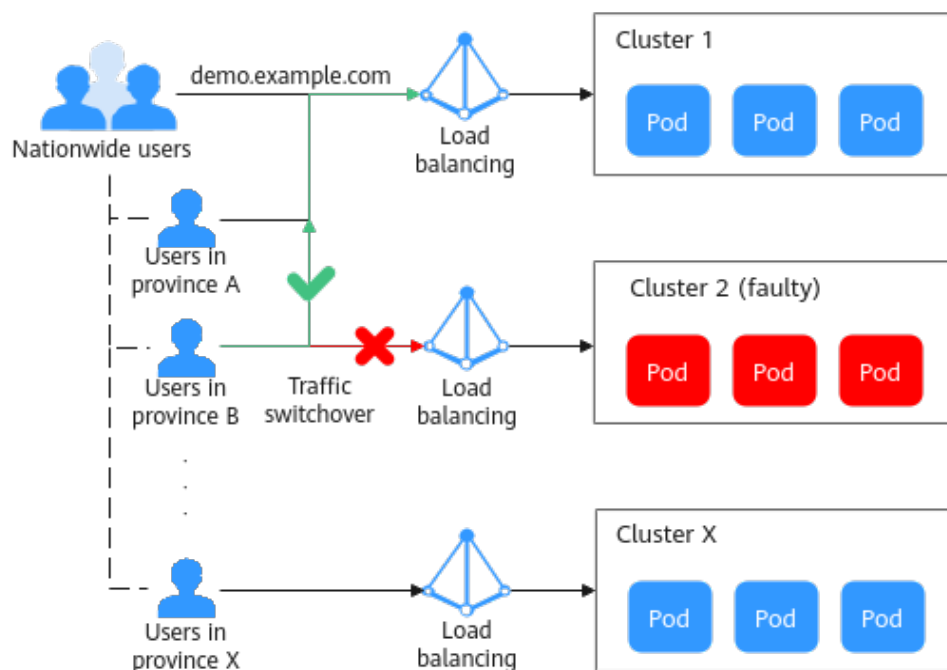 Cluster 1
demo.example.com
Pod Pod Pod
Nationwide users
Load
balancing
Users in
province A
Cluster 2 (faulty)
Pod Pod Pod
Users in
province B
Traffic
switchover
Load
balancing
Cluster X
Pod Pod Pod
Users in
province X
Load
balancing